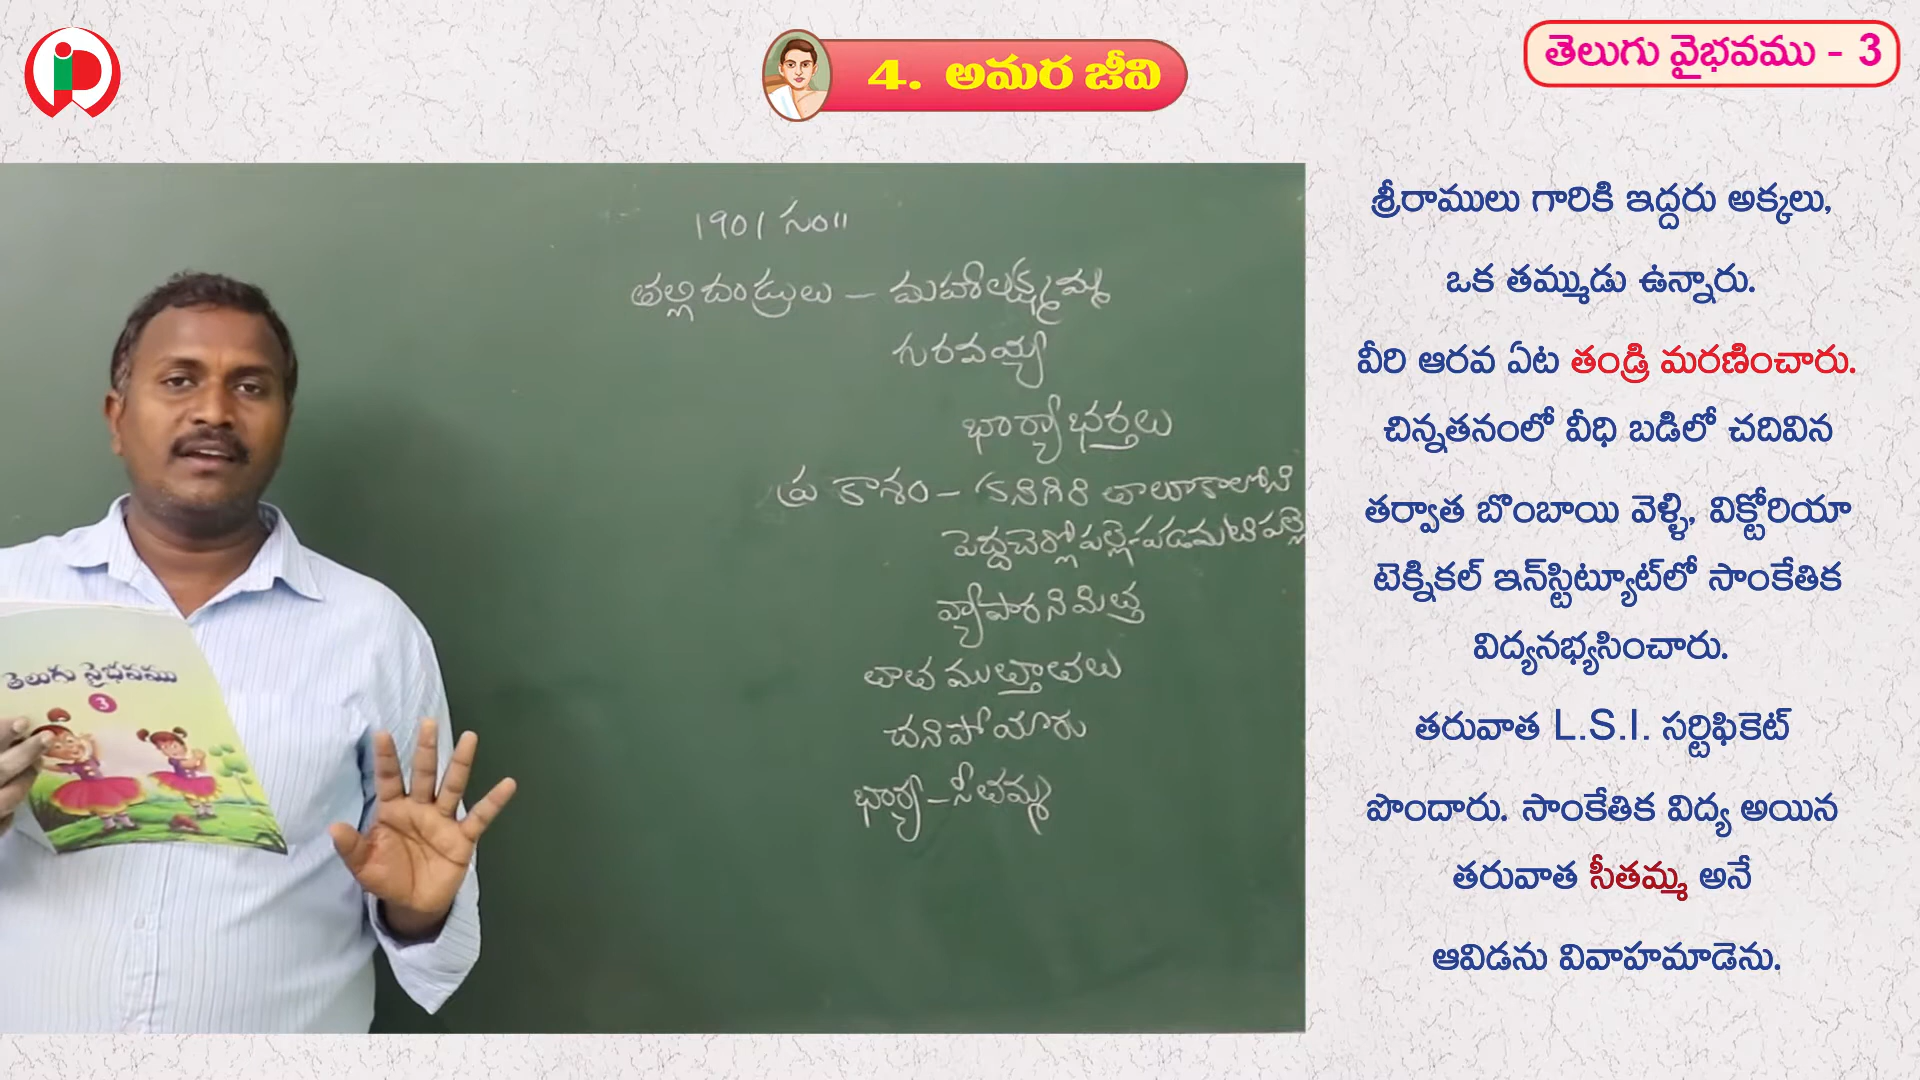 4. అమర జీవి
తెలుగు వైభవము - 3
1901 సం॥
తల్లిదండ్రులు – మహాలక్ష్మమ్మ
గురవయ్య
భార్యాభర్తలు
ప్రకాశం – కనిగిరి తాలూకాలోని
పెద్దచెర్లోపల్లె-పడమటిపల్లె
వ్యాపారనిమిత్త
తాత ముత్తాతలు
చనిపోయారు
భార్య – సీతమ్మ
తెలుగు వైభవము
3
శ్రీరాములు గారికి ఇద్దరు అక్కలు,
ఒక తమ్ముడు ఉన్నారు.
వీరి ఆరవ ఏట తండ్రి మరణించారు.
చిన్నతనంలో వీధి బడిలో చదివిన
తర్వాత బొంబాయి వెళ్ళి, విక్టోరియా
టెక్నికల్ ఇన్‌స్టిట్యూట్‌లో సాంకేతిక
విద్యనభ్యసించారు.
తరువాత L.S.I. సర్టిఫికెట్
పొందారు. సాంకేతిక విద్య అయిన
తరువాత సీతమ్మ అనే
ఆవిడను వివాహమాడెను.